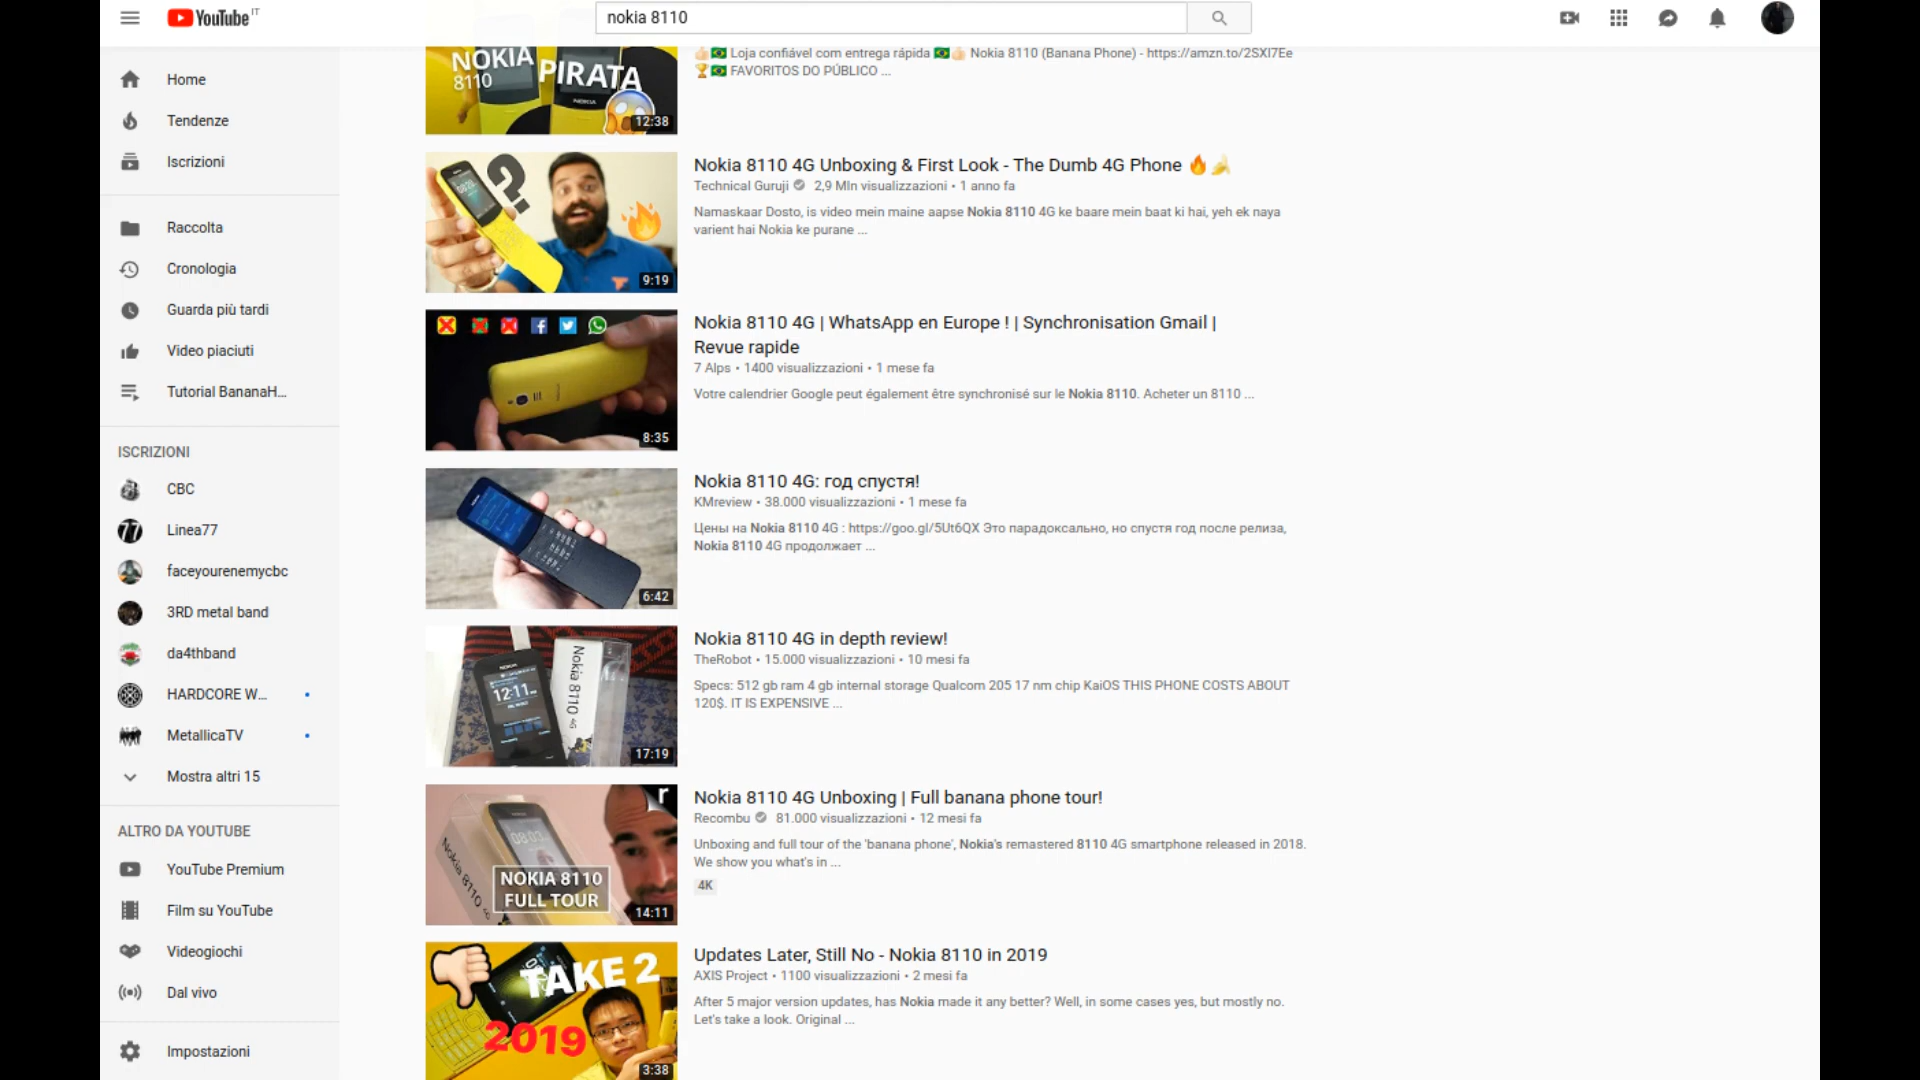 YouTube IT
nokia 8110
Home
Tendenze
Iscrizioni
Raccolta
Cronologia
Guarda più tardi
Video piaciuti
Tutorial BananaH...
ISCRIZIONI
CBC
77
Linea77
faceyourenemycbc
3RD metal band
da4thband
HARDCORE W...
MetallicaTV
Mostra altri 15
ALTRO DA YOUTUBE
YouTube Premium
Film su YouTube
Videogiochi
Dal vivo
Impostazioni
NOKIA
8110
PIRATA
NOKIA
12:38
👍🏻🇧🇷 Loja confiável com entrega rápida 🇧🇷👍🏻 Nokia 8110 (Banana Phone) - https://amzn.to/2SXl7Ee
🏆🇧🇷 FAVORITOS DO PÚBLICO ...
?!
9:19
Nokia 8110 4G Unboxing & First Look - The Dumb 4G Phone 🔥🍌
Technical Guruji 2,9 Mln visualizzazioni • 1 anno fa
Namaskaar Dosto, is video mein maine aapse Nokia 8110 4G ke baare mein baat ki hai, yeh ek naya
varient hai Nokia ke purane ...
8:35
Nokia 8110 4G | WhatsApp en Europe ! | Synchronisation Gmail |
Revue rapide
7 Alps • 1400 visualizzazioni • 1 mese fa
Votre calendrier Google peut également être synchronisé sur le Nokia 8110. Acheter un 8110 ...
6:42
Nokia 8110 4G: год спустя!
KMreview • 38.000 visualizzazioni • 1 mese fa
Цены на Nokia 8110 4G : https://goo.gl/5Ut6QX Это парадоксально, но спустя год после релиза,
Nokia 8110 4G продолжает ...
NOKIA
12:11
Nokia 8110 4G
17:19
Nokia 8110 4G in depth review!
TheRobot • 15.000 visualizzazioni • 10 mesi fa
Specs: 512 gb ram 4 gb internal storage Qualcom 205 17 nm chip KaiOS THIS PHONE COSTS ABOUT
120$. IT IS EXPENSIVE ...
r
08:03
Nokia 8110 4G
NOKIA 8110
FULL TOUR
14:11
Nokia 8110 4G Unboxing | Full banana phone tour!
Recombu 81.000 visualizzazioni • 12 mesi fa
Unboxing and full tour of the 'banana phone', Nokia's remastered 8110 4G smartphone released in 2018.
We show you what's in ...
4K
TAKE 2
2019
3:38
Updates Later, Still No - Nokia 8110 in 2019
AXIS Project • 1100 visualizzazioni • 2 mesi fa
After 5 major version updates, has Nokia made it any better? Well, in some cases yes, but mostly no.
Let's take a look. Original ...